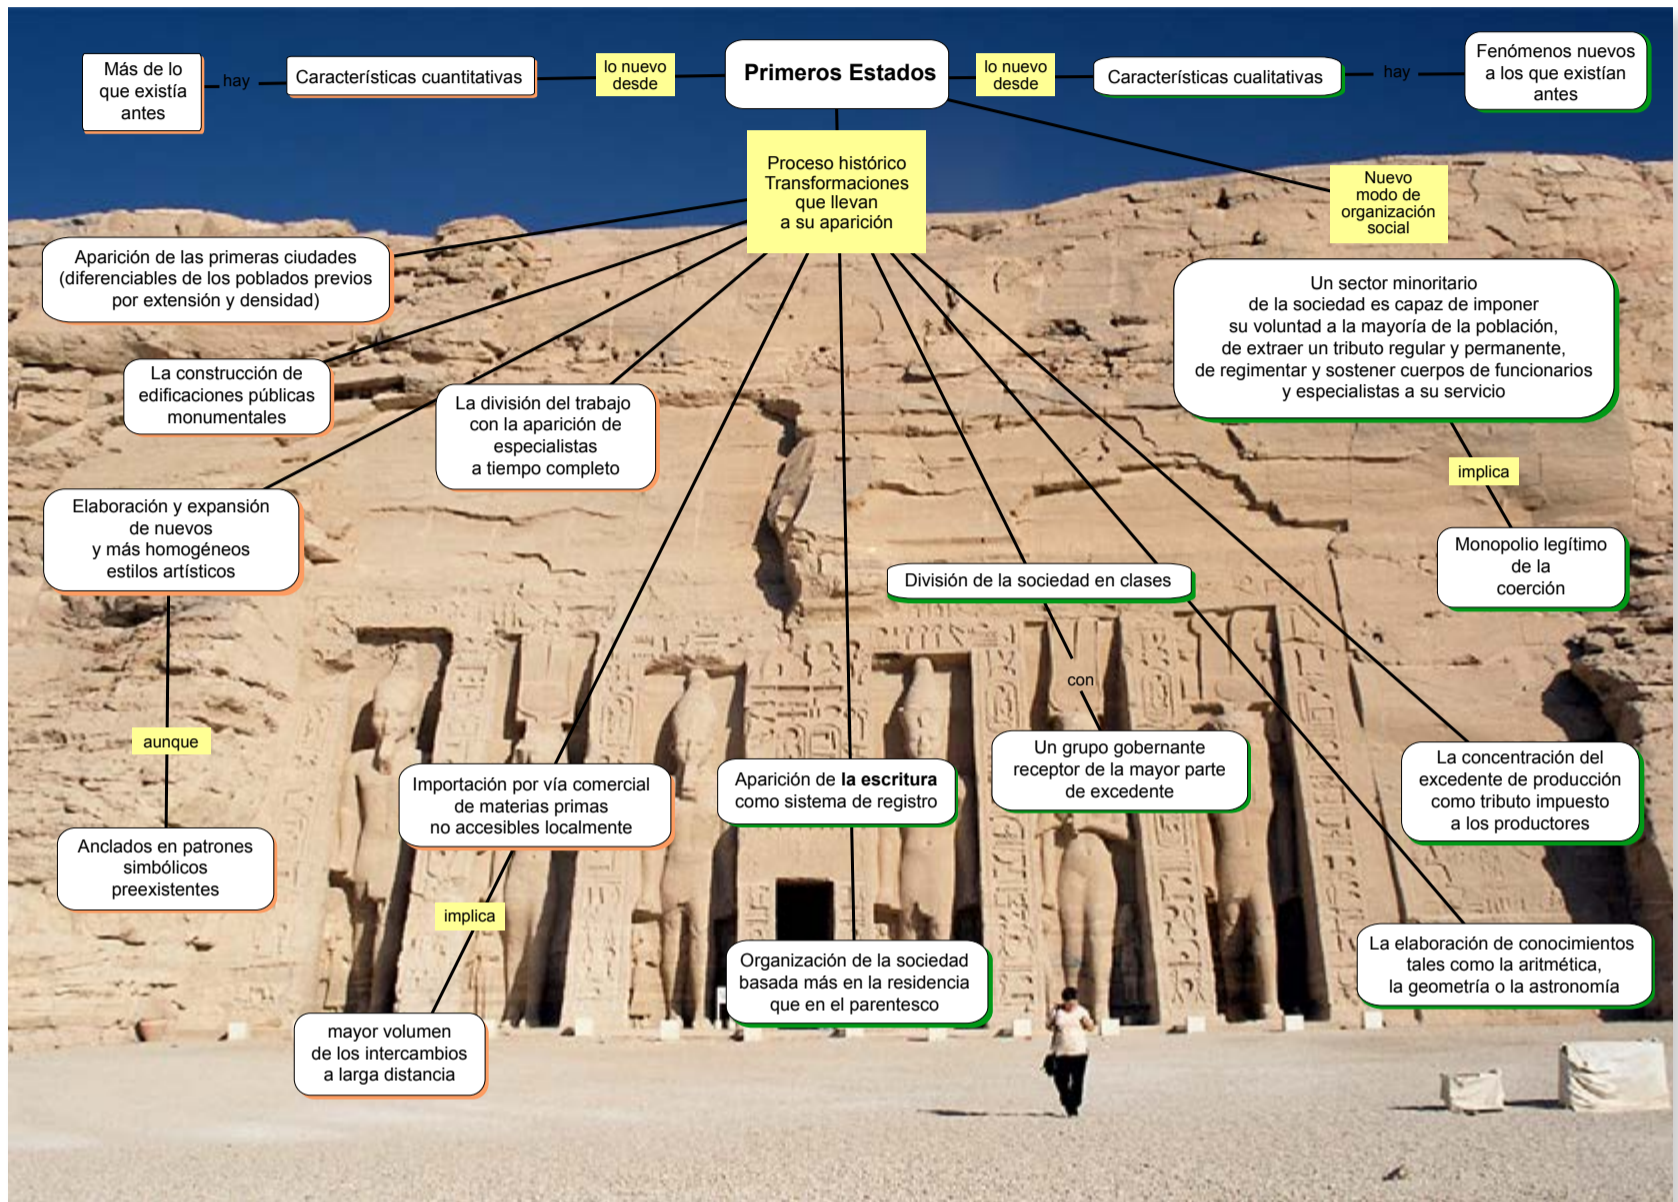 Más de lo
que existía
antes
hay
Características cuantitativas
lo nuevo
desde
Primeros Estados
lo nuevo
desde
Características cualitativas
hay
Fenómenos nuevos
a los que existían
antes
Proceso histórico
Transformaciones
que llevan
a su aparición
Nuevo
modo de
organización
social
Aparición de las primeras ciudades
(diferenciables de los poblados previos
por extensión y densidad)
Un sector minoritario
de la sociedad es capaz de imponer
su voluntad a la mayoría de la población,
de extraer un tributo regular y permanente,
de regimentar y sostener cuerpos de funcionarios
y especialistas a su servicio
La construcción de
edificaciones públicas
monumentales
La división del trabajo
con la aparición de
especialistas
a tiempo completo
implica
Elaboración y expansión
de nuevos
y más homogéneos
estilos artísticos
Monopolio legítimo
de la
coerción
División de la sociedad en clases
con
aunque
Un grupo gobernante
receptor de la mayor parte
de excedente
La concentración del
excedente de producción
como tributo impuesto
a los productores
Importación por vía comercial
de materias primas
no accesibles localmente
Aparición de la escritura
como sistema de registro
Anclados en patrones
simbólicos
preexistentes
implica
La elaboración de conocimientos
tales como la aritmética,
la geometría o la astronomía
Organización de la sociedad
basada más en la residencia
que en el parentesco
mayor volumen
de los intercambios
a larga distancia